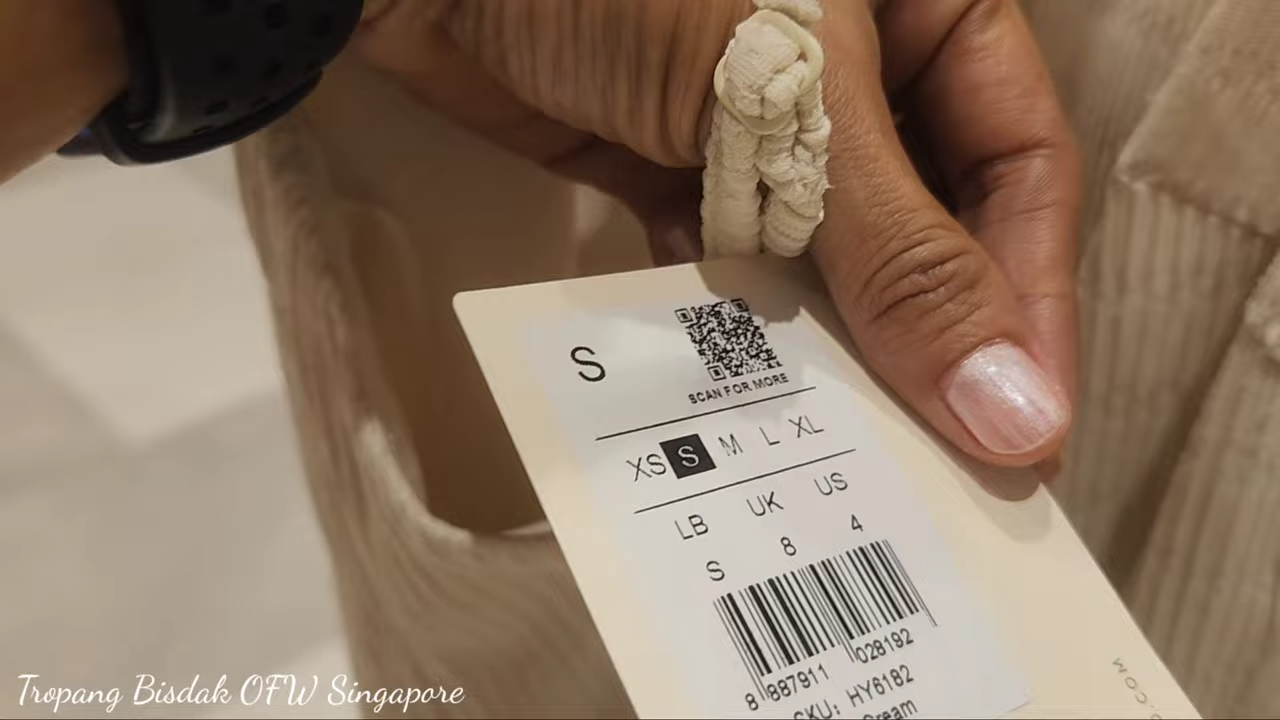 S
SCAN FOR MORE
XS S M L XL
LB UK US
S 8 4
8 887911 028192
SKU: HY6182
Cream
M
.COM
Tropang Bisdak OFW Singapore